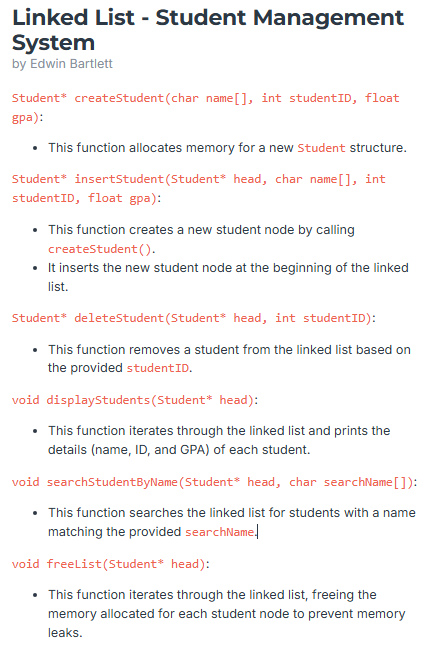 Linked List - Student Management
System
by Edwin Bartlett
Student* createStudent(char name[], int studentID, float
gpa):
• This function allocates memory for a new Student structure.
Student* insertStudent(Student* head, char name[], int
studentID, float gpa):
• This function creates a new student node by calling
createStudent().
• It inserts the new student node at the beginning of the linked
list.
Student* deleteStudent(Student* head, int studentID):
• This function removes a student from the linked list based on
the provided studentID.
void displayStudents(Student* head):
• This function iterates through the linked list and prints the
details (name, ID, and GPA) of each student.
void searchStudentByName(Student* head, char searchName[]):
• This function searches the linked list for students with a name
matching the provided searchName.
void freeList(Student* head):
• This function iterates through the linked list, freeing the
memory allocated for each student node to prevent memory
leaks.